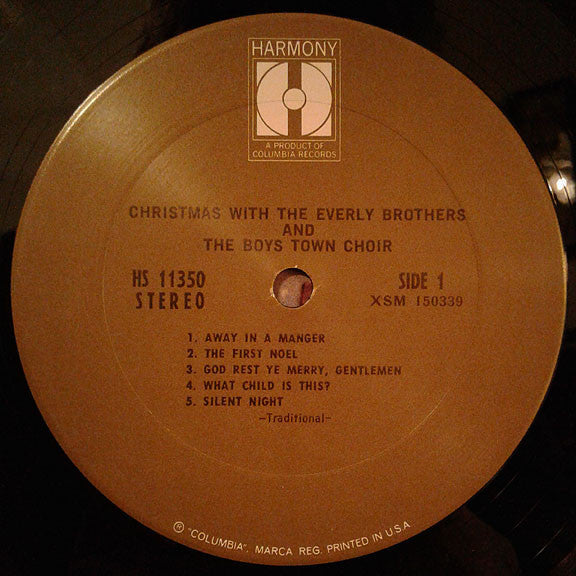 HARMONY
A PRODUCT OF
COLUMBIA RECORDS
CHRISTMAS WITH THE EVERLY BROTHERS
AND
THE BOYS TOWN CHOIR
HS 11350
STEREO
SIDE 1
XSM 150339
1. AWAY IN A MANGER
2. THE FIRST NOEL
3. GOD REST YE MERRY, GENTLEMEN
4. WHAT CHILD IS THIS?
5. SILENT NIGHT
-Traditional-
℗ "COLUMBIA", MARCA REG. PRINTED IN U.S.A